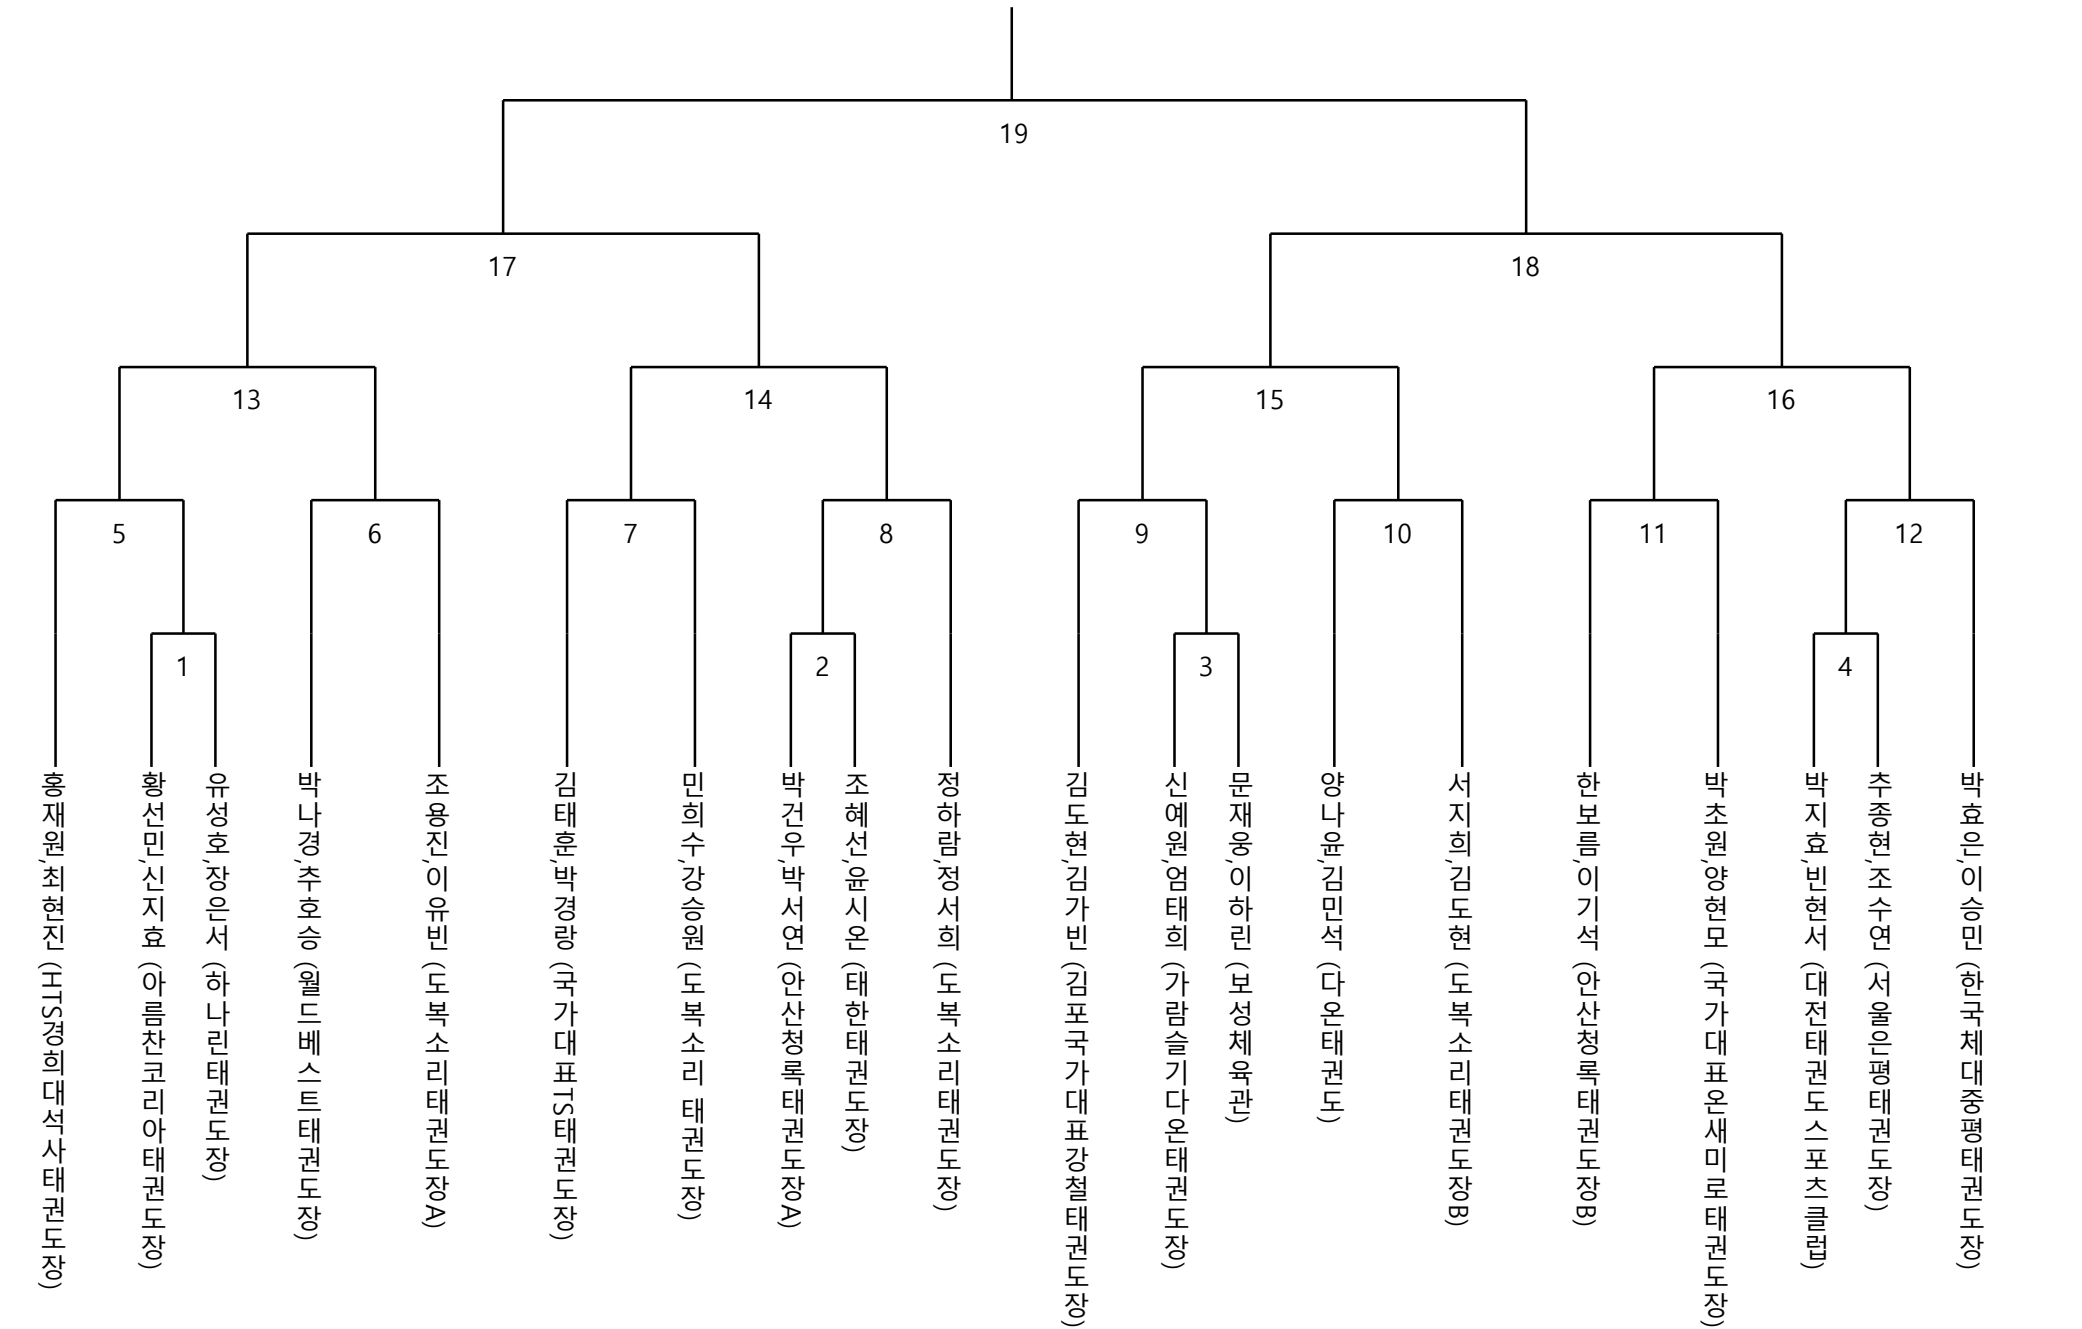 19
17
18
13
14
15
16
5
6
7
8
9
10
11
12
1
2
3
4
홍재원,최현진 (HTS경희대석사태권도장)
황선민,신지효 (아름찬코리아태권도장)
유성호,장은서 (하나린태권도장)
박나경,추호승 (월드베스트태권도장)
조용진,이유빈 (도복소리태권도장A)
김태훈,박경랑 (국가대표TS태권도장)
민희수,강승원 (도복소리 태권도장)
박건우,박서연 (안산청록태권도장A)
조혜선,윤시온 (태한태권도장)
정하람,정서희 (도복소리태권도장)
김도현,김가빈 (김포국가대표강철태권도장)
신예원,엄태희 (가람슬기다온태권도장)
문재웅,이하린 (보성체육관)
양나윤,김민석 (다온태권도)
서지희,김도현 (도복소리태권도장B)
한보름,이기석 (안산청록태권도장B)
박초원,양현모 (국가대표온새미로태권도장)
박지효,빈현서 (대전태권도스포츠클럽)
추종현,조수연 (서울은평태권도장)
박효은,이승민 (한국체대중평태권도장)